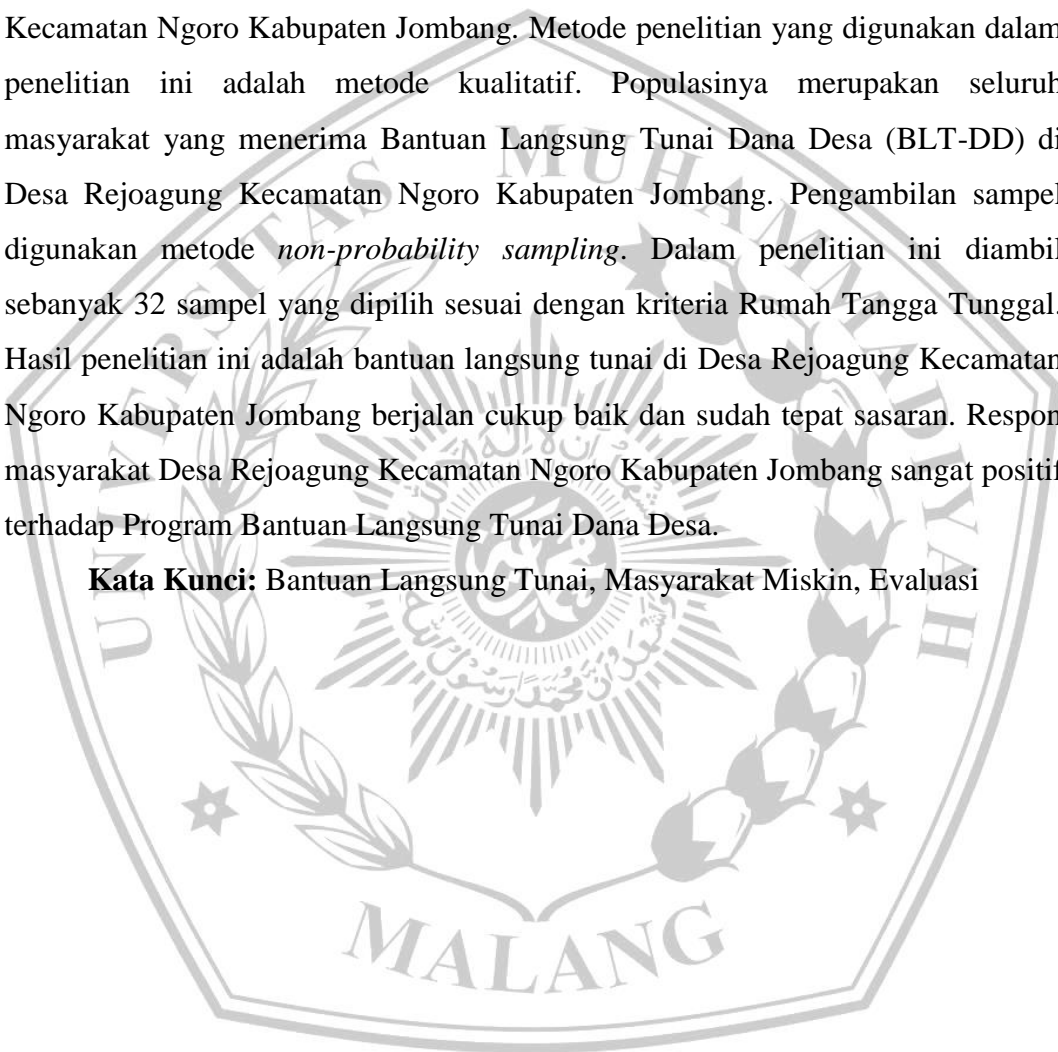 Kecamatan Ngoro Kabupaten Jombang. Metode penelitian yang digunakan dalam
penelitian ini adalah metode kualitatif. Populasinya merupakan seluruh
masyarakat yang menerima Bantuan Langsung Tunai Dana Desa (BLT-DD) di
Desa Rejoagung Kecamatan Ngoro Kabupaten Jombang. Pengambilan sampel
digunakan metode non-probability sampling. Dalam penelitian ini diambil
sebanyak 32 sampel yang dipilih sesuai dengan kriteria Rumah Tangga Tunggal.
Hasil penelitian ini adalah bantuan langsung tunai di Desa Rejoagung Kecamatan
Ngoro Kabupaten Jombang berjalan cukup baik dan sudah tepat sasaran. Respon
masyarakat Desa Rejoagung Kecamatan Ngoro Kabupaten Jombang sangat positif
terhadap Program Bantuan Langsung Tunai Dana Desa.
Kata Kunci: Bantuan Langsung Tunai, Masyarakat Miskin, Evaluasi
UNIVERSITAS MUHAMMADIYAH
MALANG